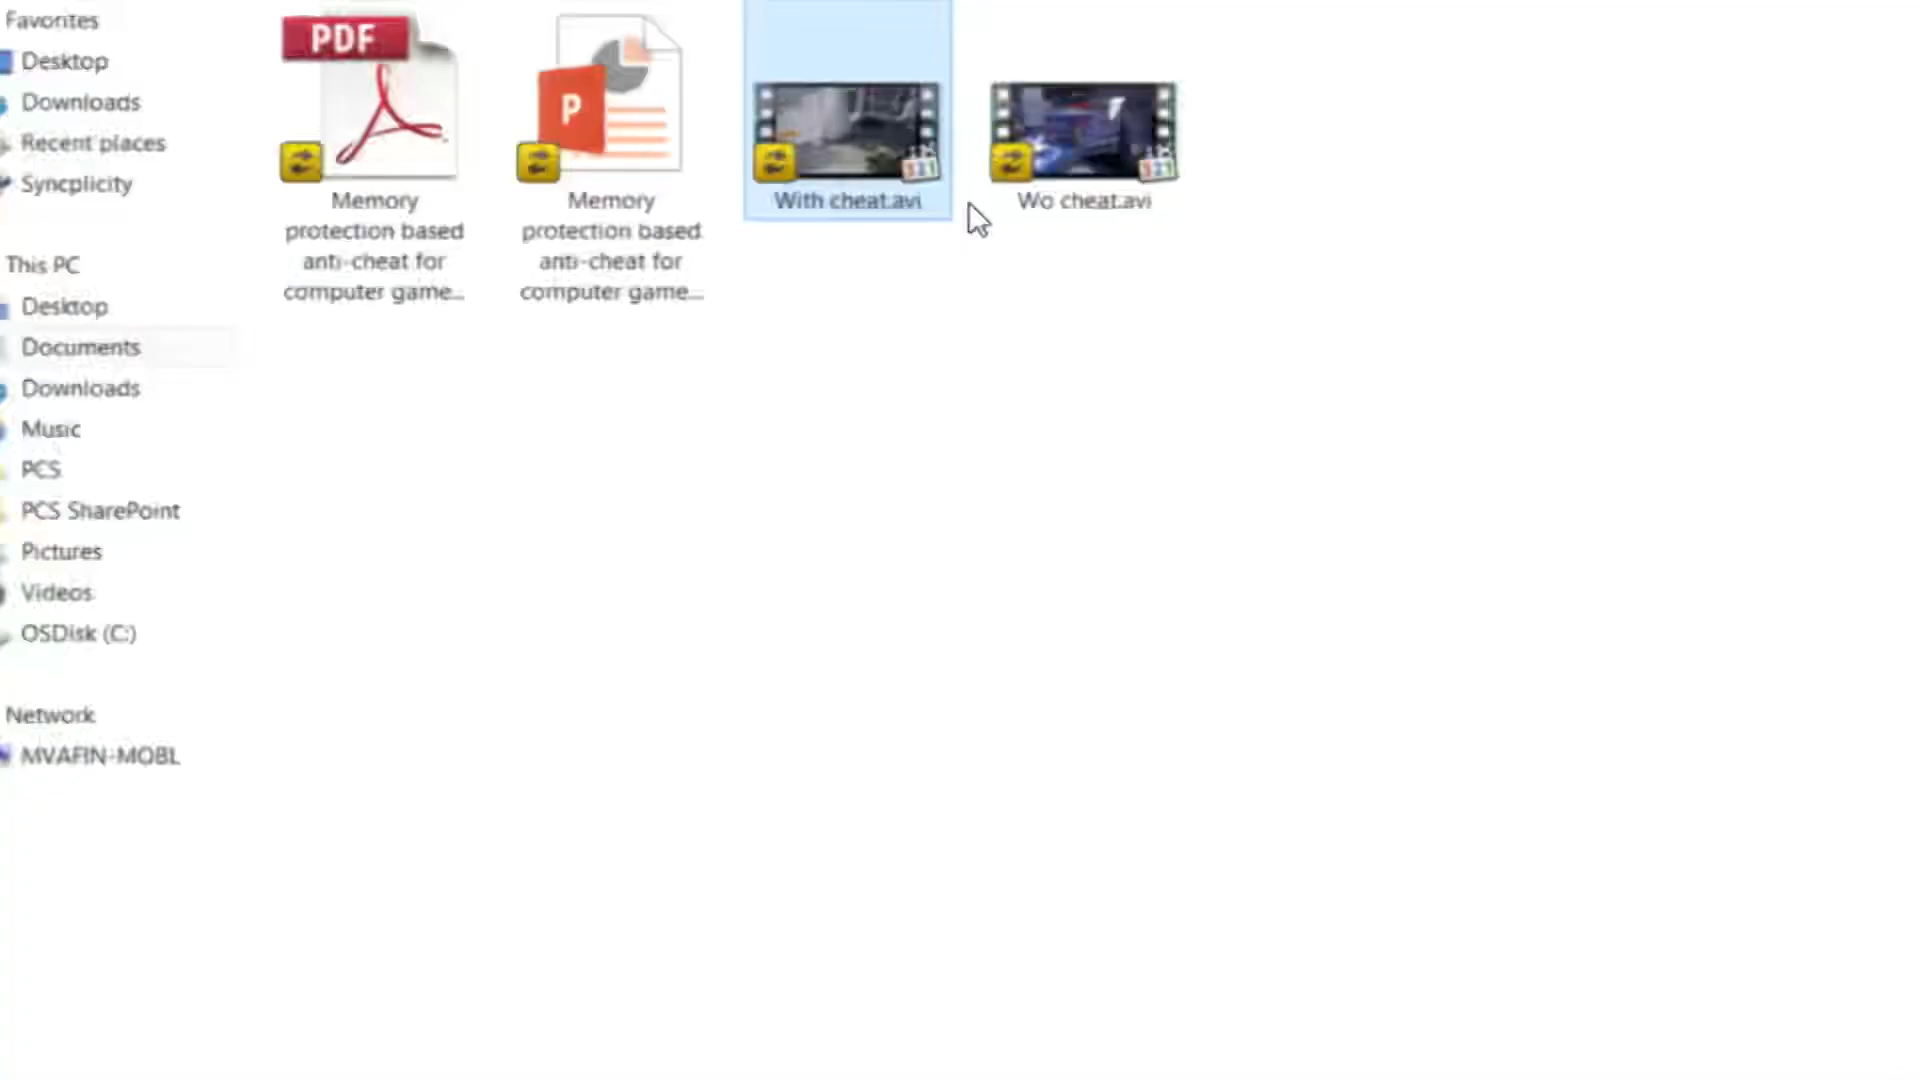 Favorites
Desktop
Downloads
Recent places
Syncplicity
This PC
Desktop
Documents
Downloads
Music
PCS
PCS SharePoint
Pictures
Videos
OSDisk (C:)
Network
MVAFIN-MOBL
PDF
Memory
protection based
anti-cheat for
computer game...
P
Memory
protection based
anti-cheat for
computer game...
321
With cheat.avi
321
Wo cheat.avi